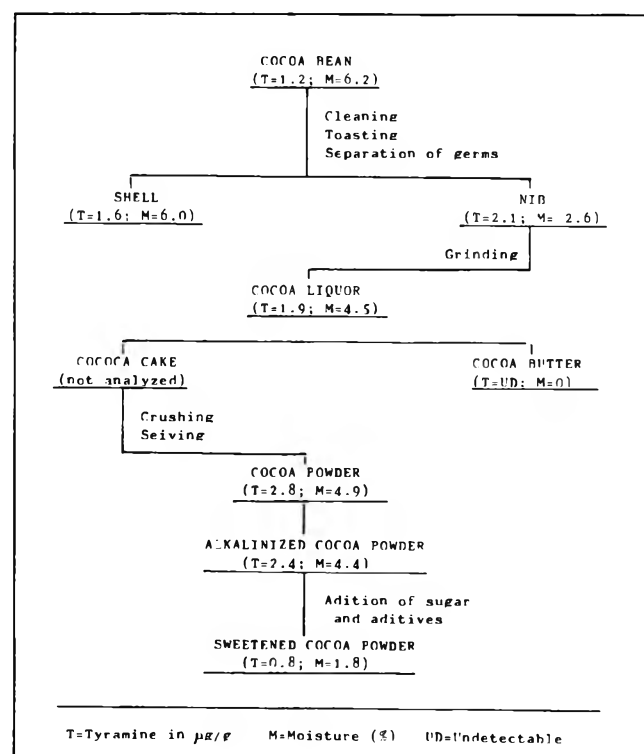 COCOA BEAN
(T=1.2; M=6.2)
Cleaning
Toasting
Separation of germs
SHELL
(T=1.6; M=6.0)
NIB
(T=2.1; M= 2.6)
Grinding
COCOA LIQUOR
(T=1.9; M=4.5)
COCOCA CAKE
(not analyzed)
COCOA BUTTER
(T=UD; M=0)
Crushing
Seiving
COCOA POWDER
(T=2.8; M=4.9)
ALKALINIZED COCOA POWDER
(T=2.4; M=4.4)
Adition of sugar
and aditives
SWEETENED COCOA POWDER
(T=0.8; M=1.8)
T=Tyramine in µg/g M=Moisture (%) UD=Undetectable